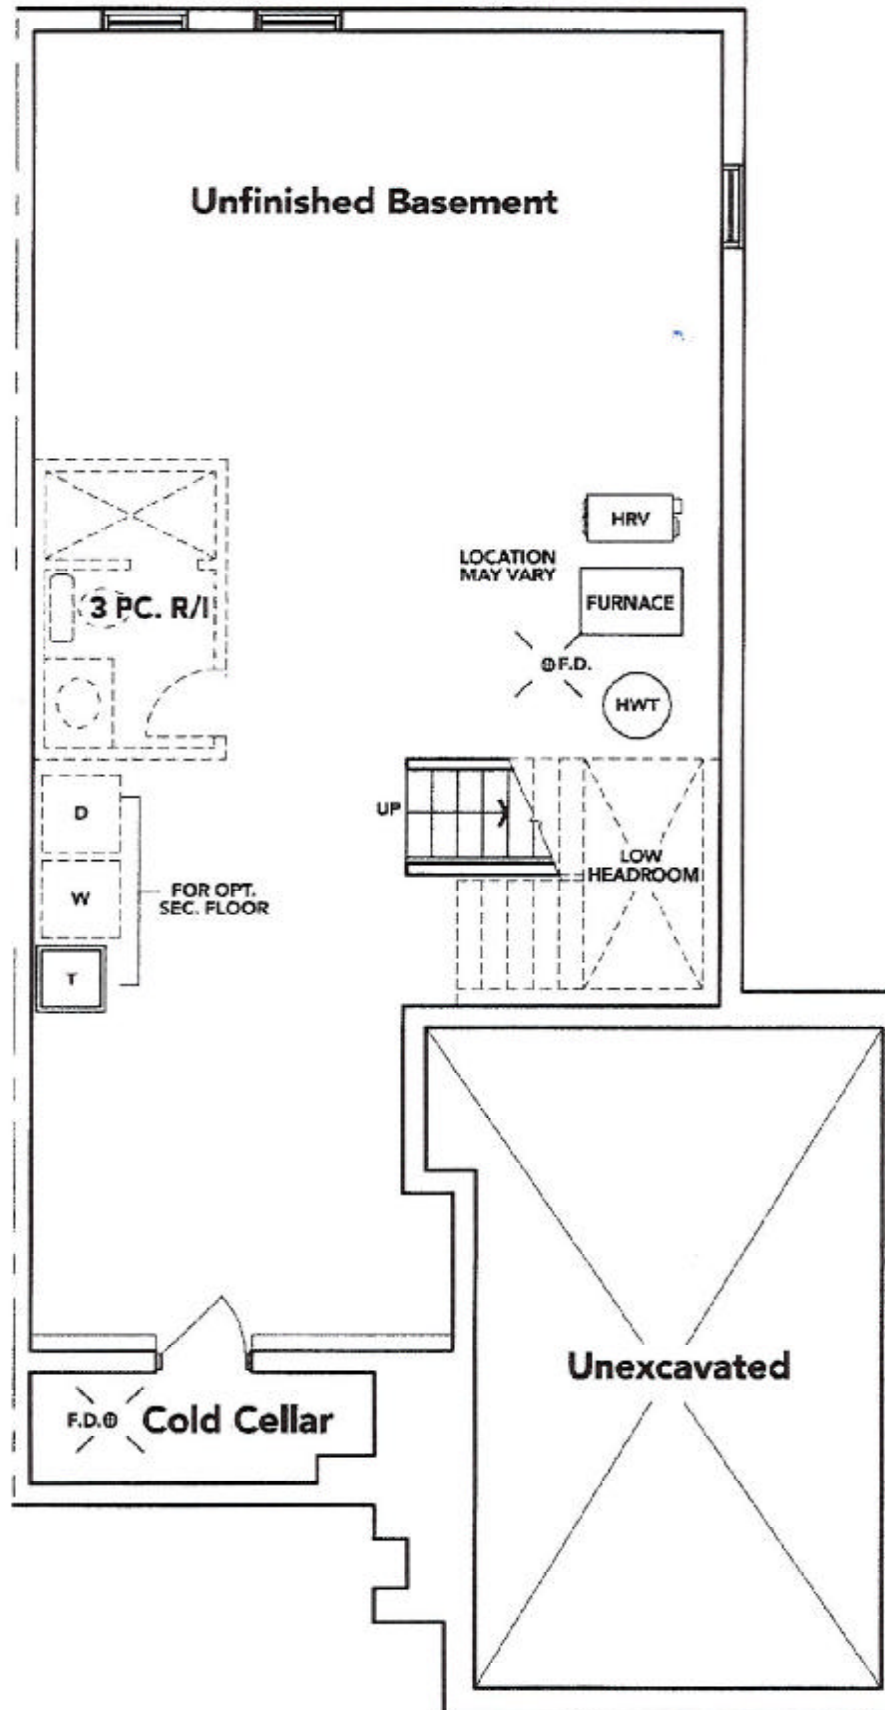 Unfinished Basement
HRV
LOCATION
MAY VARY
FURNACE
3 PC. R/I
F.D.
HWT
UP
D
LOW
HEADROOM
W
FOR OPT.
SEC. FLOOR
T
Unexcavated
F.D.
Cold Cellar